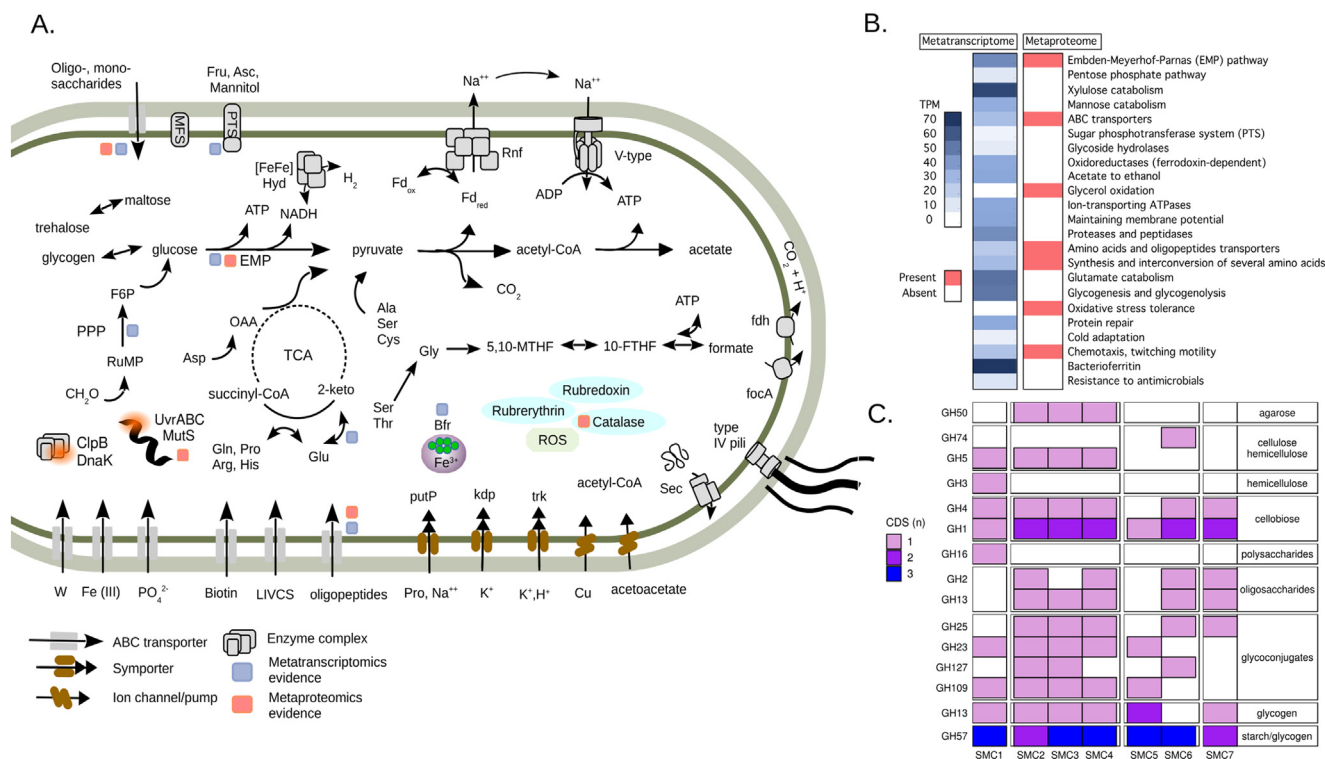 A.
Oligo-, mono-
saccharides
Fru, Asc,
Mannitol
Na⁺⁺
Na⁺⁺
MFS
PTS
[FeFe]
Hyd
H₂
Rnf
V-type
Fd ox
Fd red
ADP
ATP
maltose
trehalose
glycogen
glucose
ATP
NADH
EMP
pyruvate
acetyl-CoA
acetate
CO₂
CO₂ + H⁺
F6P
PPP
RuMP
CH₂O
OAA
Asp
TCA
succinyl-CoA
2-keto
Ala
Ser
Cys
Gly
5,10-MTHF
10-FTHF
formate
ATP
fdh
focA
Ser
Thr
Gln, Pro
Arg, His
Glu
UvrABC
MutS
ClpB
DnaK
Bfr
Fe³⁺
Rubredoxin
Rubrerythrin
Catalase
ROS
type
IV pili
Sec
acetyl-CoA
putP
kdp
trk
W
Fe (III)
PO₄²⁻
Biotin
LIVCS
oligopeptides
Pro, Na⁺⁺
K⁺
K⁺,H⁺
Cu
acetoacetate
ABC transporter
Symporter
Ion channel/pump
Enzyme complex
Metatranscriptomics
evidence
Metaproteomics
evidence
B.
Metatranscriptome
Metaproteome
TPM
70
60
50
40
30
20
10
0
Present
Absent
Embden-Meyerhof-Parnas (EMP) pathway
Pentose phosphate pathway
Xylulose catabolism
Mannose catabolism
ABC transporters
Sugar phosphotransferase system (PTS)
Glycoside hydrolases
Oxidoreductases (ferrodoxin-dependent)
Acetate to ethanol
Glycerol oxidation
Ion-transporting ATPases
Maintaining membrane potential
Proteases and peptidases
Amino acids and oligopeptides transporters
Synthesis and interconversion of several amino acids
Glutamate catabolism
Glycogenesis and glycogenolysis
Oxidative stress tolerance
Protein repair
Cold adaptation
Chemotaxis, twitching motility
Bacterioferritin
Resistance to antimicrobials
C.
CDS (n)
1
2
3
GH50
agarose
GH74
GH5
cellulose
hemicellulose
GH3
hemicellulose
GH4
GH1
cellobiose
GH16
polysaccharides
GH2
GH13
oligosaccharides
GH25
GH23
GH127
GH109
glycoconjugates
GH13
glycogen
GH57
starch/glycogen
SMC1
SMC2
SMC3
SMC4
SMC5
SMC6
SMC7